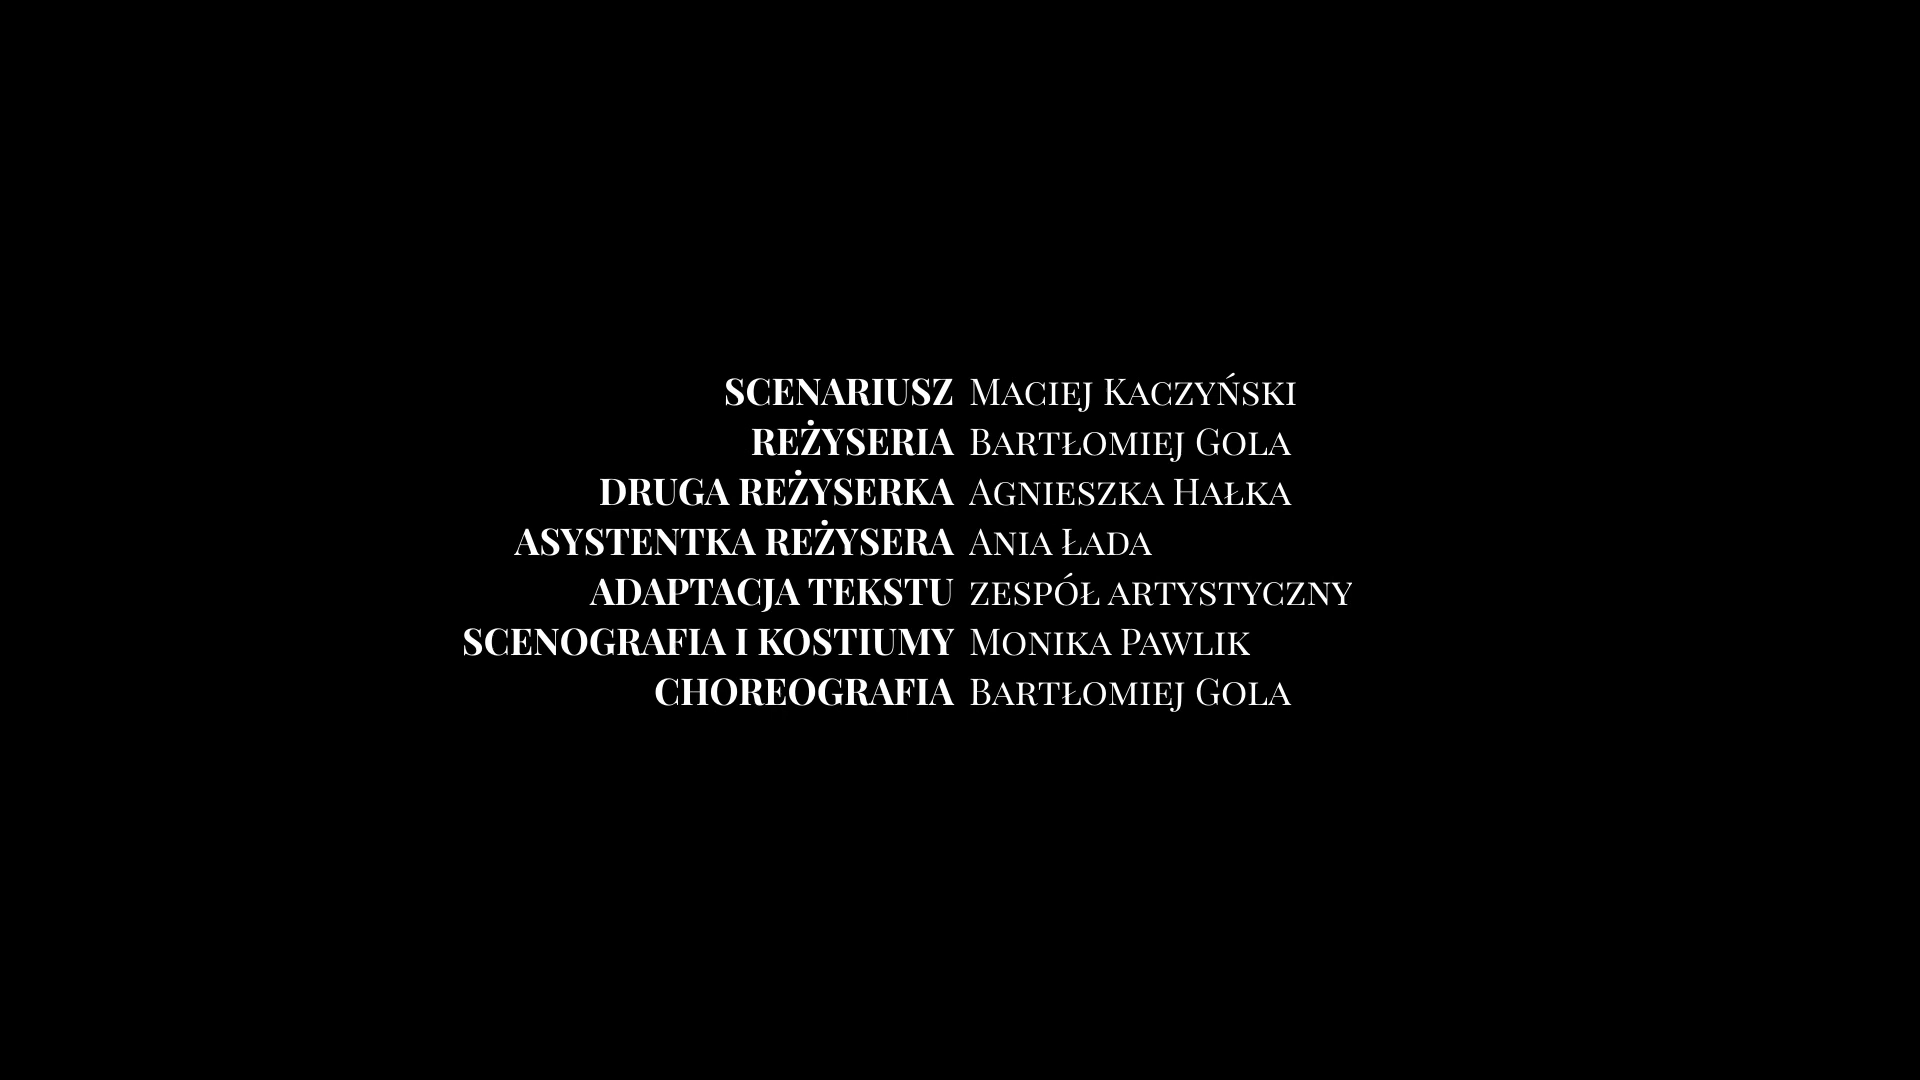 SCENARIUSZ Maciej Kaczyński
REŻYSERIA Bartłomiej Gola
DRUGA REŻYSERKA Agnieszka Hałka
ASYSTENTKA REŻYSERA Ania Łada
ADAPTACJA TEKSTU zespół artystyczny
SCENOGRAFIA I KOSTIUMY Monika Pawlik
CHOREOGRAFIA Bartłomiej Gola